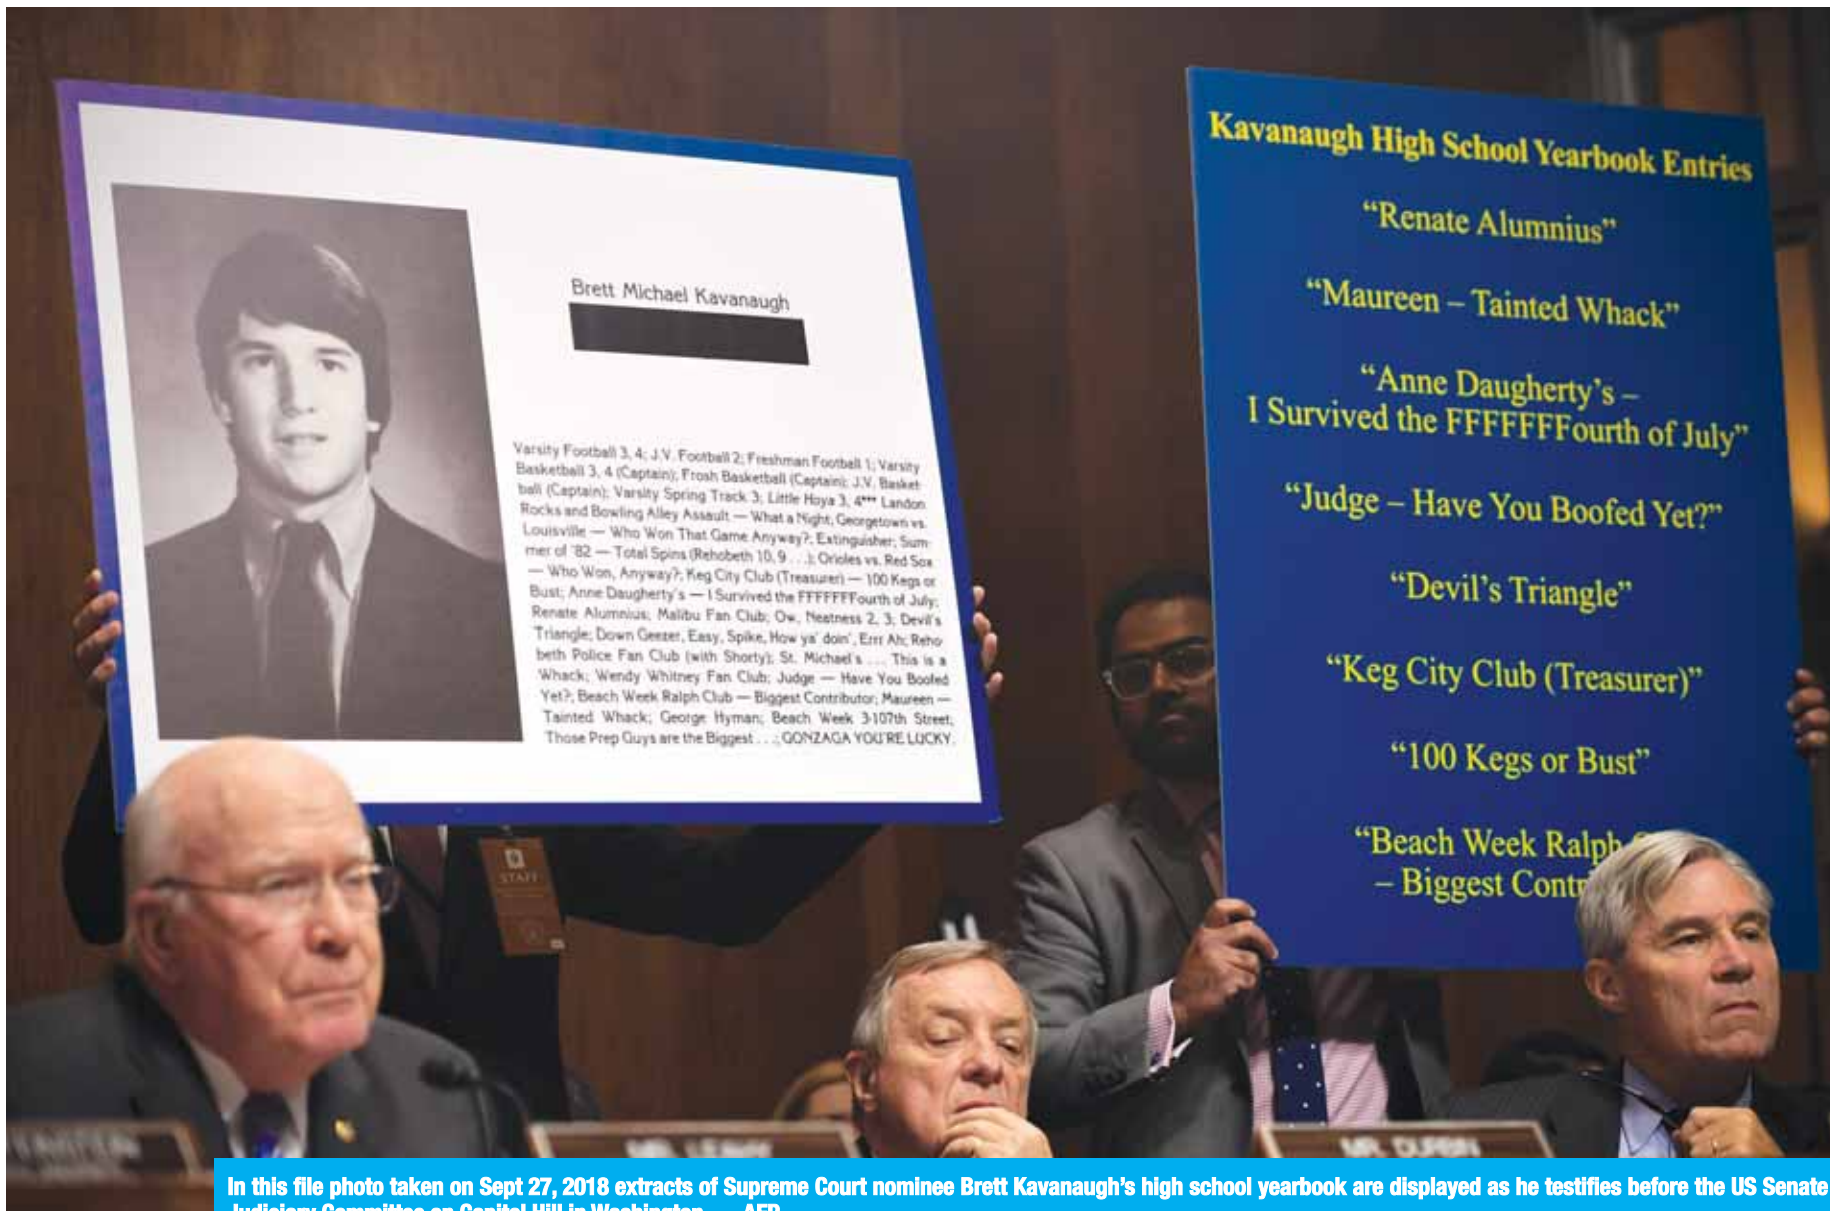 Brett Michael Kavanaugh
Varsity Football 3, 4; J.V. Football 2; Freshman Football 1; Varsity
Basketball 3, 4 (Captain); Frosh Basketball (Captain); J.V. Basket-
ball (Captain); Varsity Spring Track 3; Little Hoya 3, 4*** Landon
Rocks and Bowling Alley Assault — What a Night; Georgetown vs.
Louisville — Who Won That Game Anyway?; Extinguisher; Sum-
mer of '82 — Total Spins (Rehobeth 10, 9 . . .); Orioles vs. Red Sox
— Who Won, Anyway?; Keg City Club (Treasurer) — 100 Kegs or
Bust; Anne Daugherty's — I Survived the FFFFFFFourth of July;
Renate Alumnius; Malibu Fan Club; Ow, Neatness 2, 3; Devil's
Triangle; Down Geezer, Easy, Spike, How ya' doin', Errr Ah; Reho-
beth Police Fan Club (with Shorty); St. Michael's . . . This is a
Whack; Wendy Whitney Fan Club; Judge — Have You Boofed
Yet?; Beach Week Ralph Club — Biggest Contributor; Maureen —
Tainted Whack; George Hyman; Beach Week 3-107th Street;
Those Prep Guys are the Biggest . . .; GONZAGA YOU'RE LUCKY.
Kavanaugh High School Yearbook Entries
“Renate Alumnius”
“Maureen – Tainted Whack”
“Anne Daugherty’s –
I Survived the FFFFFFFourth of July”
“Judge – Have You Boofed Yet?”
“Devil’s Triangle”
“Keg City Club (Treasurer)”
“100 Kegs or Bust”
“Beach Week Ralph
– Biggest Contr
STAFF
MR. LEAHY
MR. DURBIN
In this file photo taken on Sept 27, 2018 extracts of Supreme Court nominee Brett Kavanaugh’s high school yearbook are displayed as he testifies before the US Senate
Judiciary Committee on Capitol Hill in Washington. — AFP